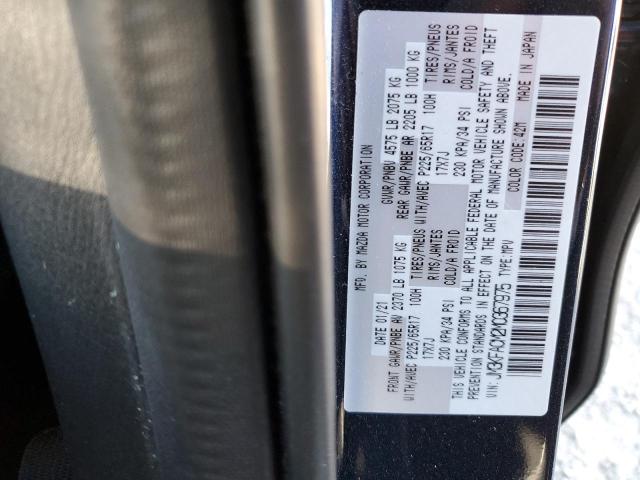 MFD. BY MAZDA MOTOR CORPORATION
DATE 01/21 GVWR/PNBV 4575 LB 2075 KG
FRONT GAWR/PNBE AV 2370 LB 1075 KG REAR GAWR/PNBE AR 2205 LB 1000 KG
WITH/AVEC P225/65R17 100H TIRES/PNEUS WITH/AVEC P225/65R17 100H TIRES/PNEUS
17X7J RIMS/JANTES 17X7J RIMS/JANTES
230 KPA/34 PSI COLD/A FROID 230 KPA/34 PSI COLD/A FROID
THIS VEHICLE CONFORMS TO ALL APPLICABLE FEDERAL MOTOR VEHICLE SAFETY AND THEFT
PREVENTION STANDARDS IN EFFECT ON THE DATE OF MANUFACTURE SHOWN ABOVE.
VIN: TYPE: MPV COLOR CODE: 42M MADE IN JAPAN